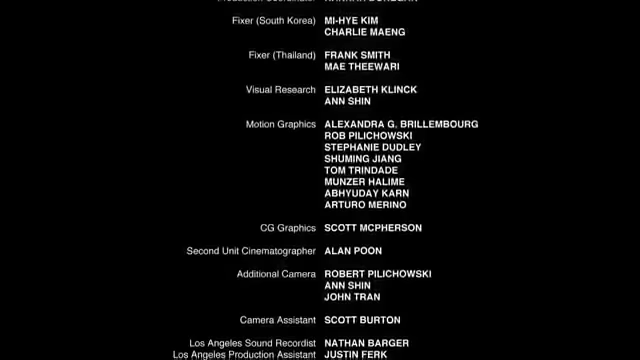 Fixer (South Korea) MI-HYE KIM
CHARLIE MAENG
Fixer (Thailand) FRANK SMITH
MAE THEEWARI
Visual Research ELIZABETH KLINCK
ANN SHIN
Motion Graphics ALEXANDRA G. BRILLEMBOURG
ROB PILICHOWSKI
STEPHANIE DUDLEY
SHUMING JIANG
TOM TRINDADE
MUNZER HALIME
ABHYUDAY KARN
ARTURO MERINO
CG Graphics SCOTT MCPHERSON
Second Unit Cinematographer ALAN POON
Additional Camera ROBERT PILICHOWSKI
ANN SHIN
JOHN TRAN
Camera Assistant SCOTT BURTON
Los Angeles Sound Recordist NATHAN BARGER
Los Angeles Production Assistant JUSTIN FERK